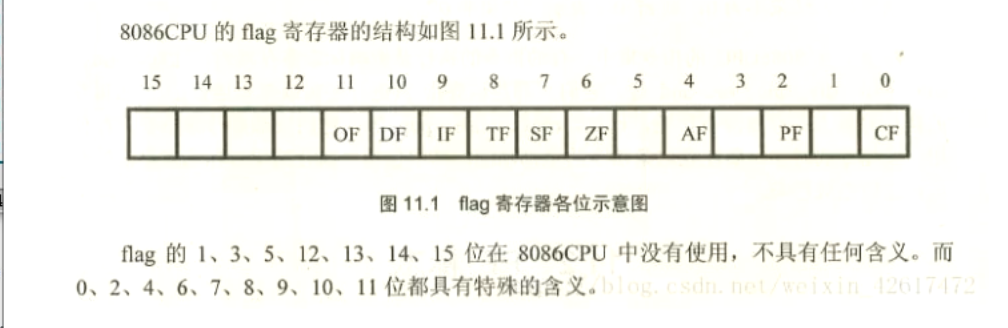 8086CPU 的 flag 寄存器的结构如图 11.1 所示。
15 14 13 12 11 10 9 8 7 6 5 4 3 2 1 0
OF DF IF TF SF ZF AF PF CF
图 11.1 flag 寄存器各位示意图
flag 的 1、3、5、12、13、14、15 位在 8086CPU 中没有使用，不具有任何含义。而
0、2、4、6、7、8、9、10、11 位都具有特殊的含义。
blog.csdn.net/weixin_42617472